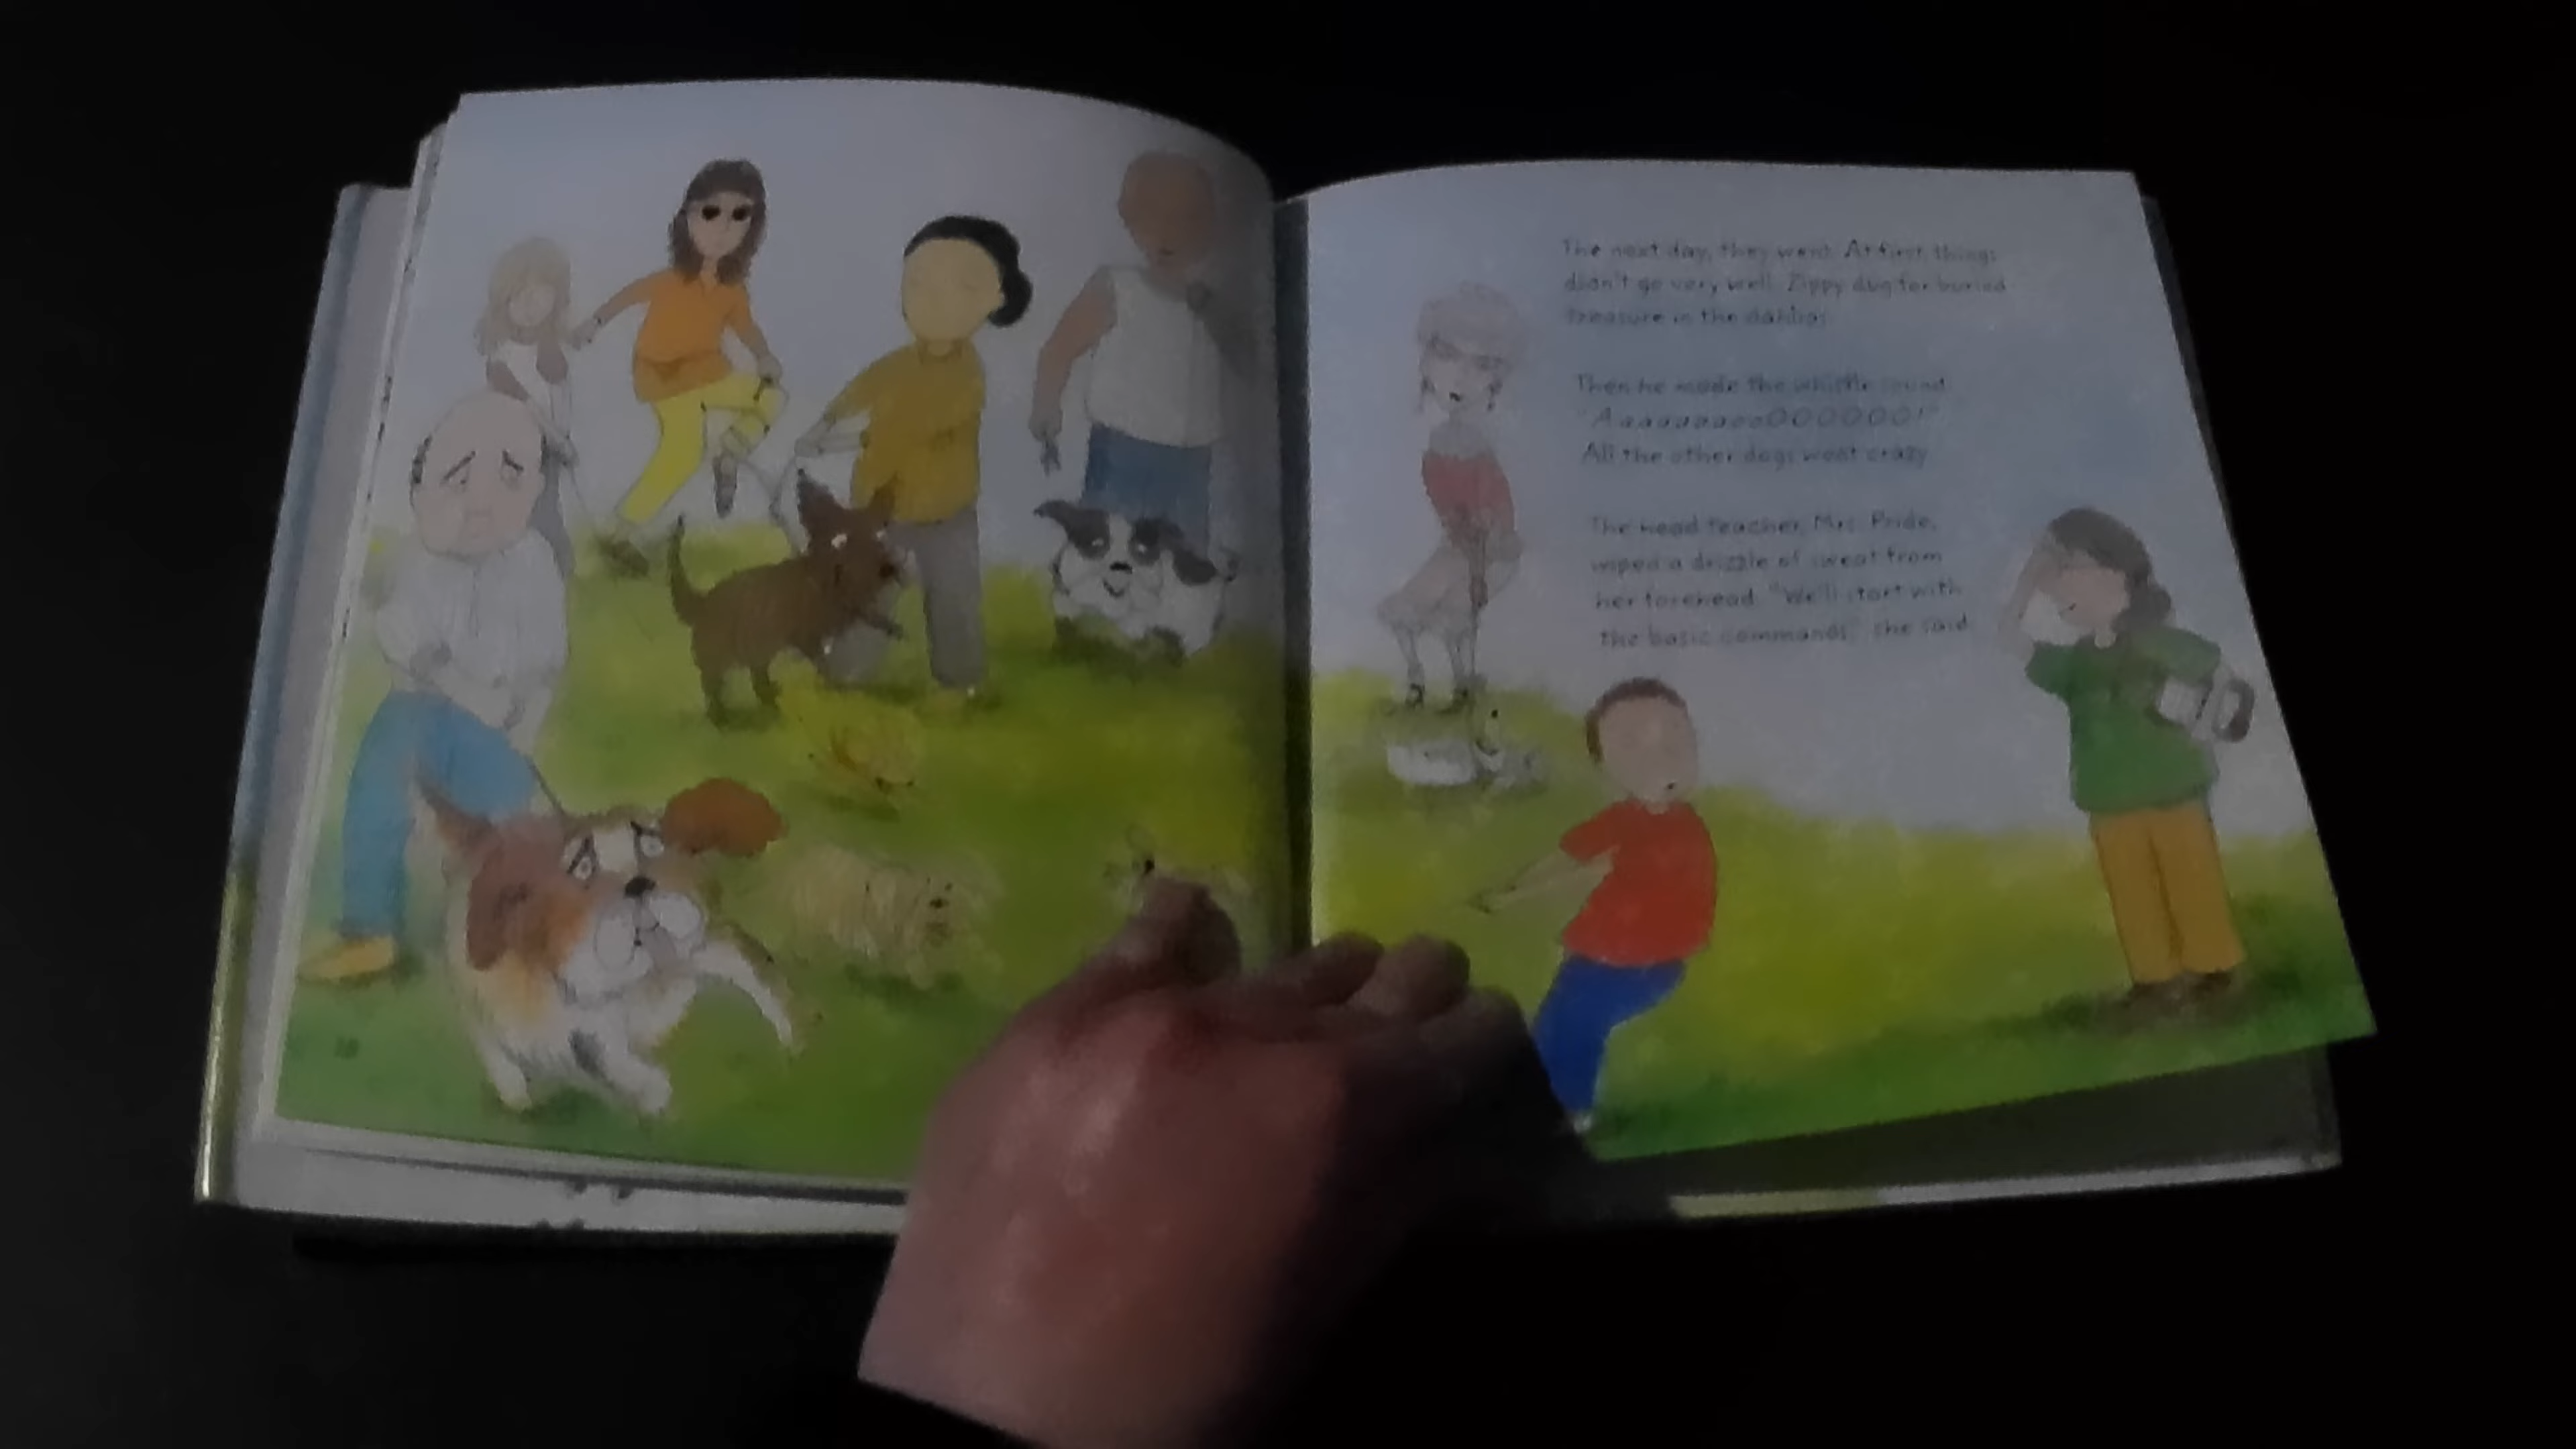 The next day, they went. At first, things
didn't go very well. Zippy dug for buried
treasure in the dahlias.
Then he made the whistle sound.
"AaaaaaaaooOOOOOO!"
All the other dogs went crazy.
The head teacher, Mrs. Pride,
wiped a drizzle of sweat from
her forehead. "We'll start with
the basic commands," she said.